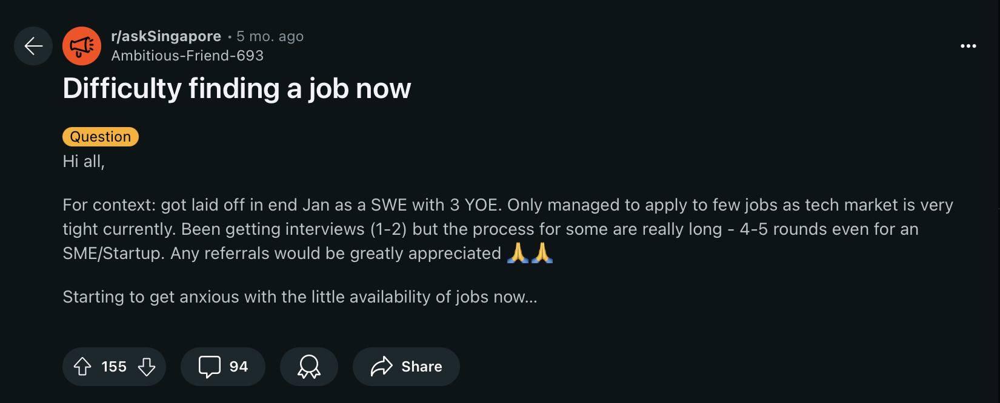 r/askSingapore • 5 mo. ago
Ambitious-Friend-693
Difficulty finding a job now
Question
Hi all,
For context: got laid off in end Jan as a SWE with 3 YOE. Only managed to apply to few jobs as tech market is very
tight currently. Been getting interviews (1-2) but the process for some are really long - 4-5 rounds even for an
SME/Startup. Any referrals would be greatly appreciated 🙏🙏
Starting to get anxious with the little availability of jobs now...
155
94
Share